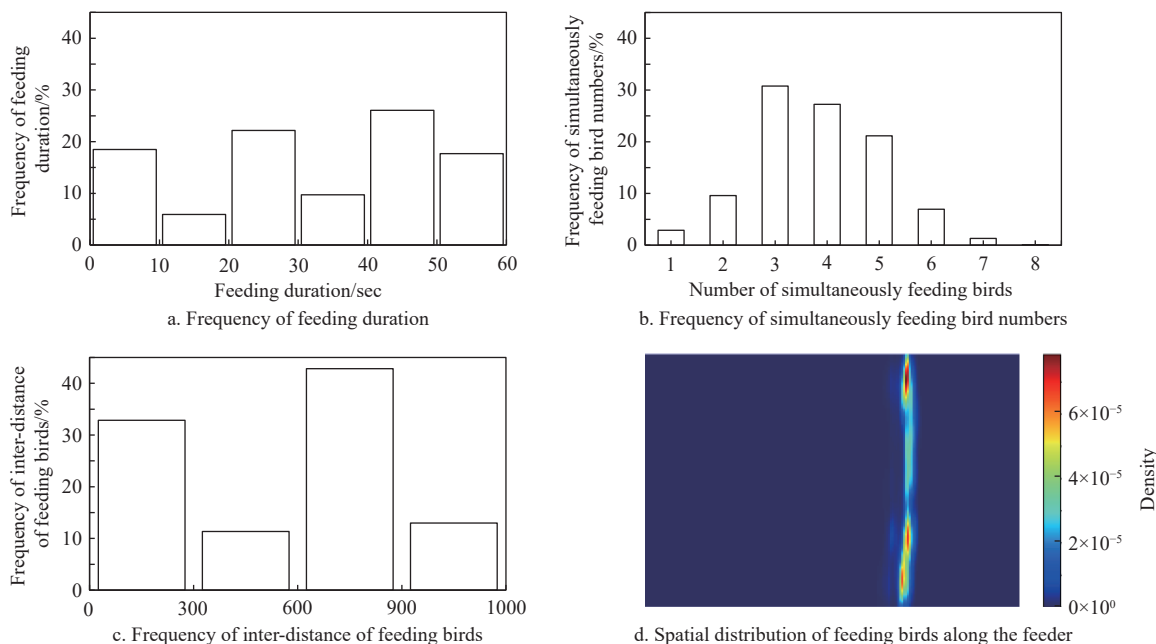 Frequency of feeding
duration/%
40
30
20
10
0
0 10 20 30 40 50 60
Feeding duration/sec
a. Frequency of feeding duration
Frequency of simultaneously
feeding bird numbers/%
40
30
20
10
0
1 2 3 4 5 6 7 8
Number of simultaneously feeding birds
b. Frequency of simultaneously feeding bird numbers
Frequency of inter-distance
of feeding birds/%
40
30
20
10
0
0 300 600 900 1000
c. Frequency of inter-distance of feeding birds
6×10⁻⁵
4×10⁻⁵
2×10⁻⁵
0×10⁰
Density
d. Spatial distribution of feeding birds along the feeder